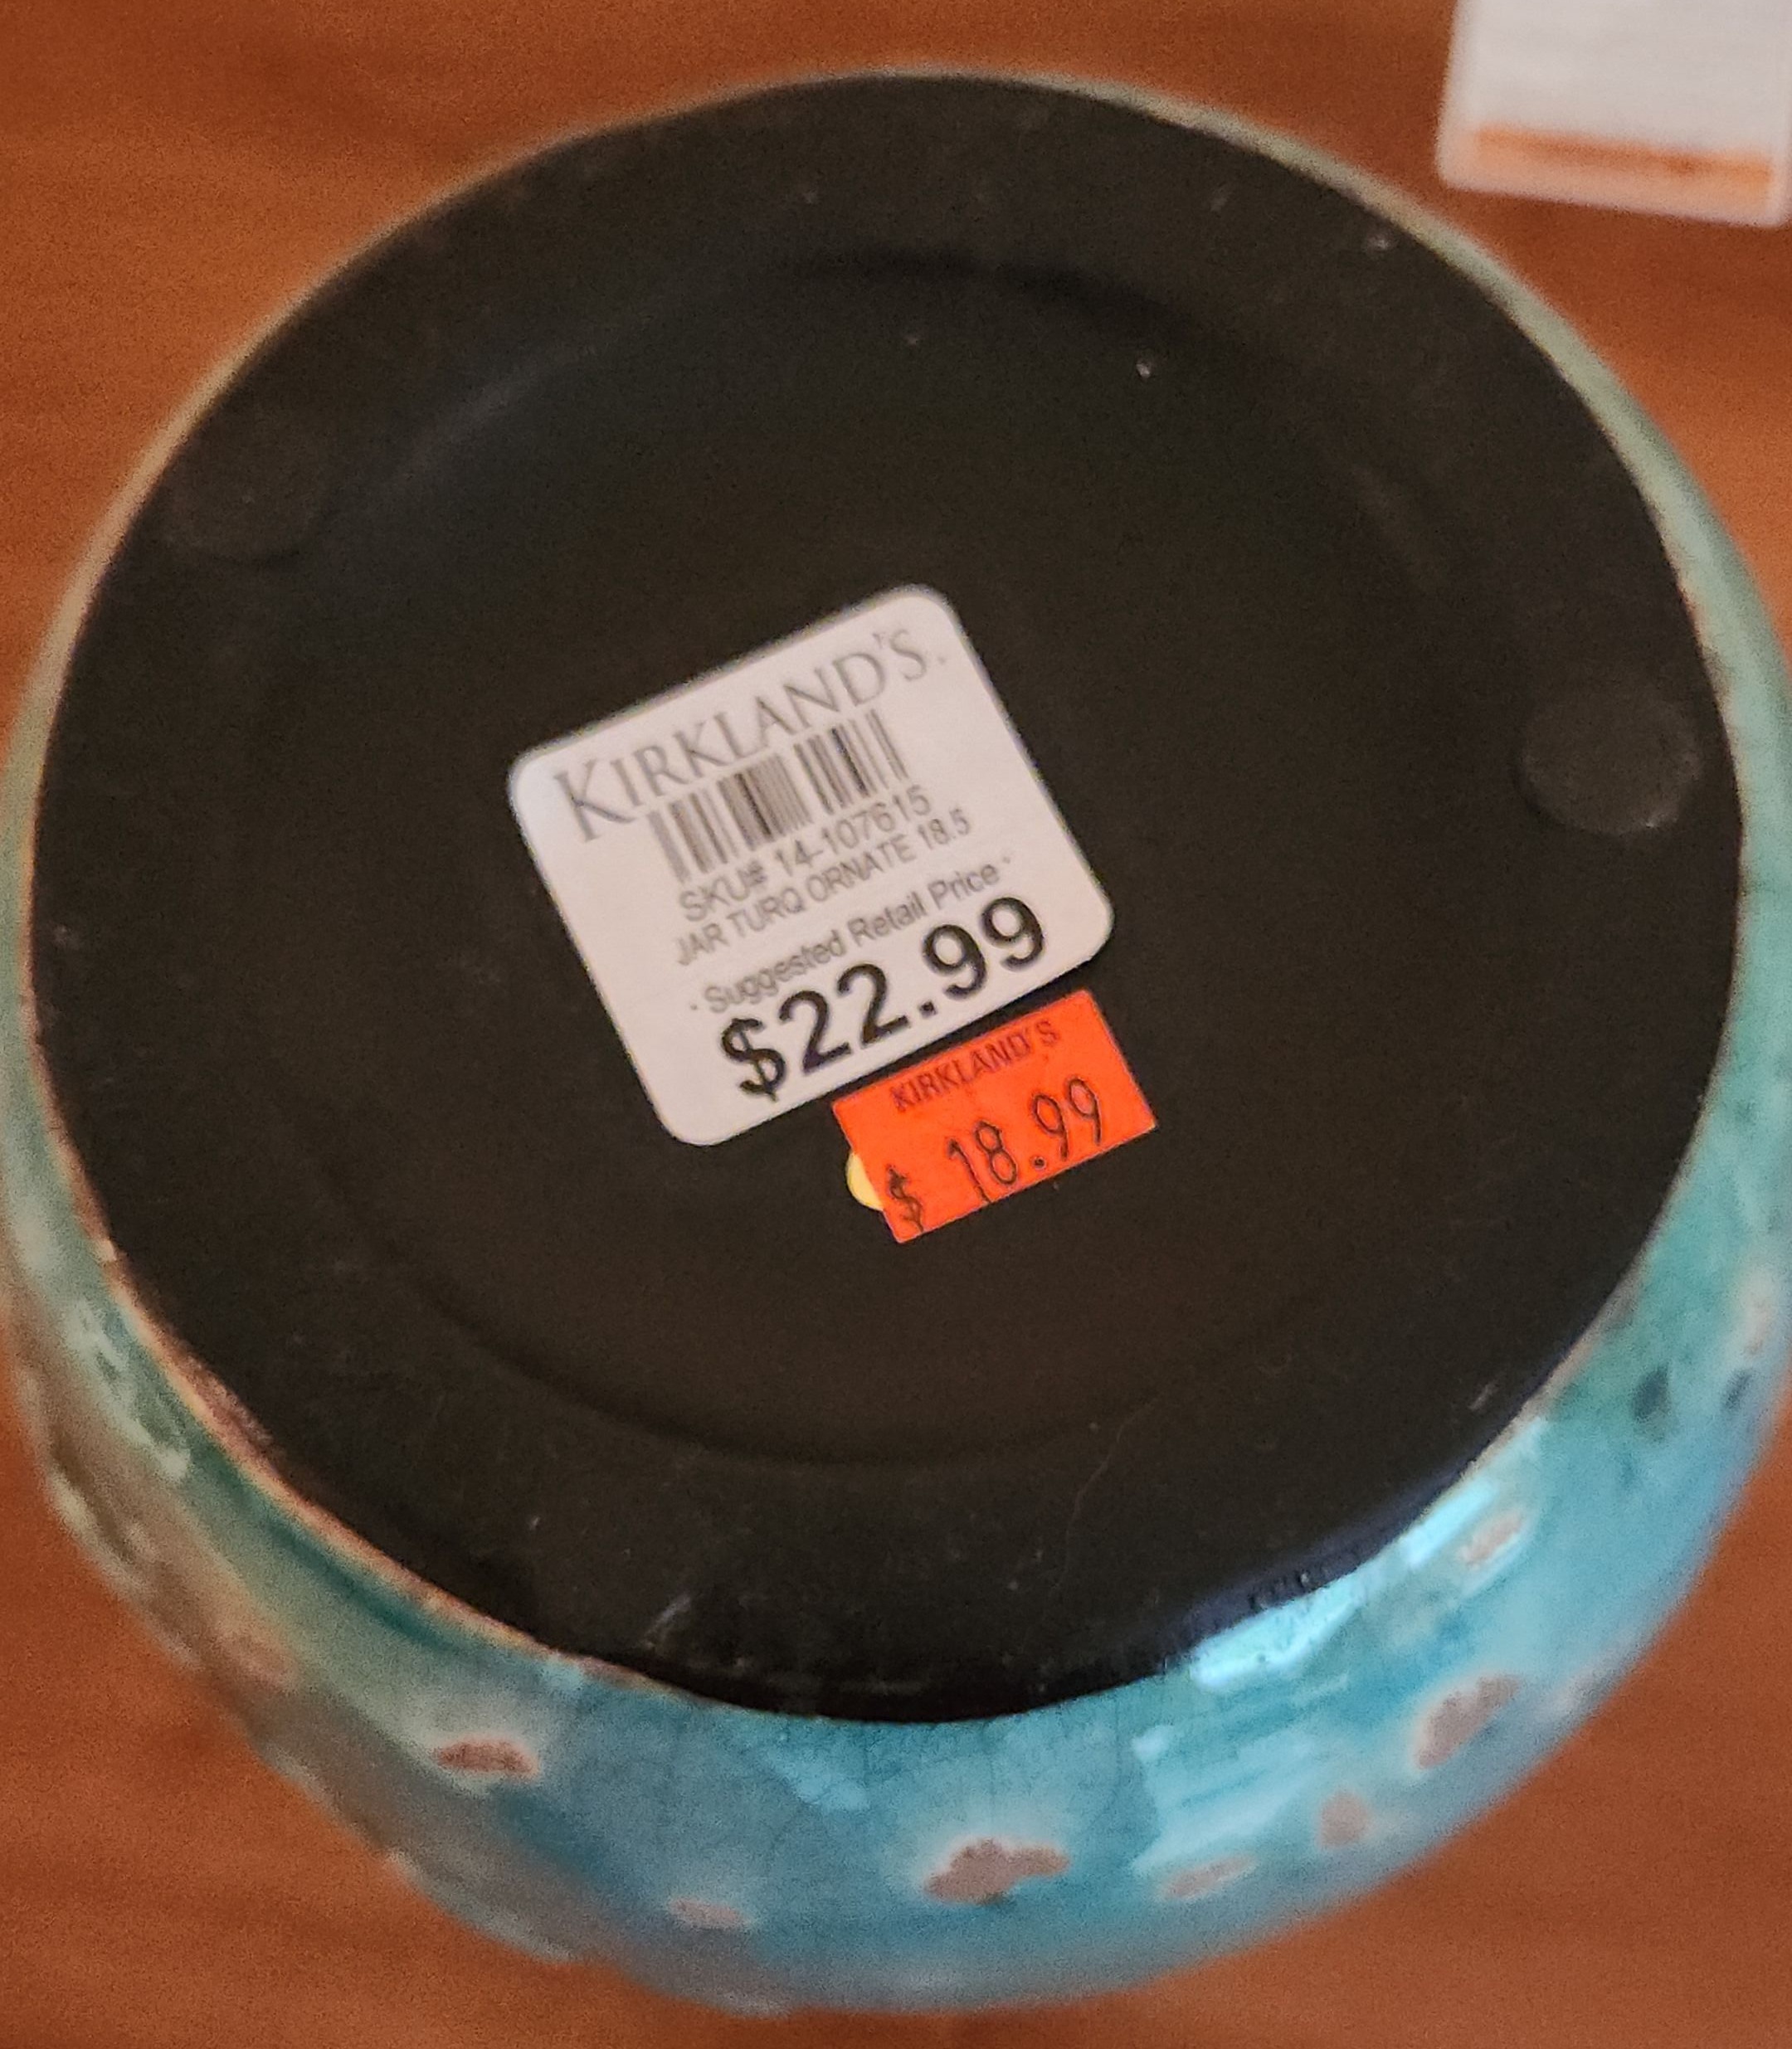 KIRKLAND'S
SKU# 14-107615
JAR TURQ ORNATE 18.5
· Suggested Retail Price ·
$22.99
KIRKLAND'S
$ 18.99